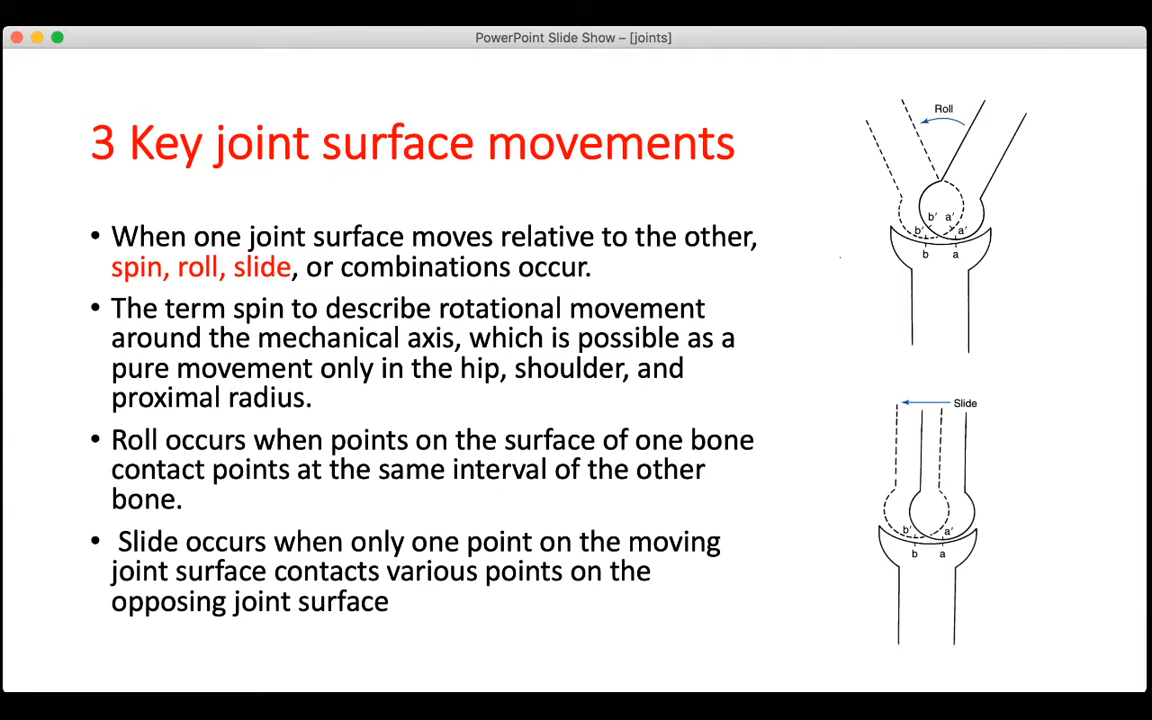 PowerPoint Slide Show – [joints]
3 Key joint surface movements
• When one joint surface moves relative to the other,
spin, roll, slide, or combinations occur.
• The term spin to describe rotational movement
around the mechanical axis, which is possible as a
pure movement only in the hip, shoulder, and
proximal radius.
• Roll occurs when points on the surface of one bone
contact points at the same interval of the other
bone.
• Slide occurs when only one point on the moving
joint surface contacts various points on the
opposing joint surface
Roll
b' a'
b' a'
b a
Slide
b' a'
b a